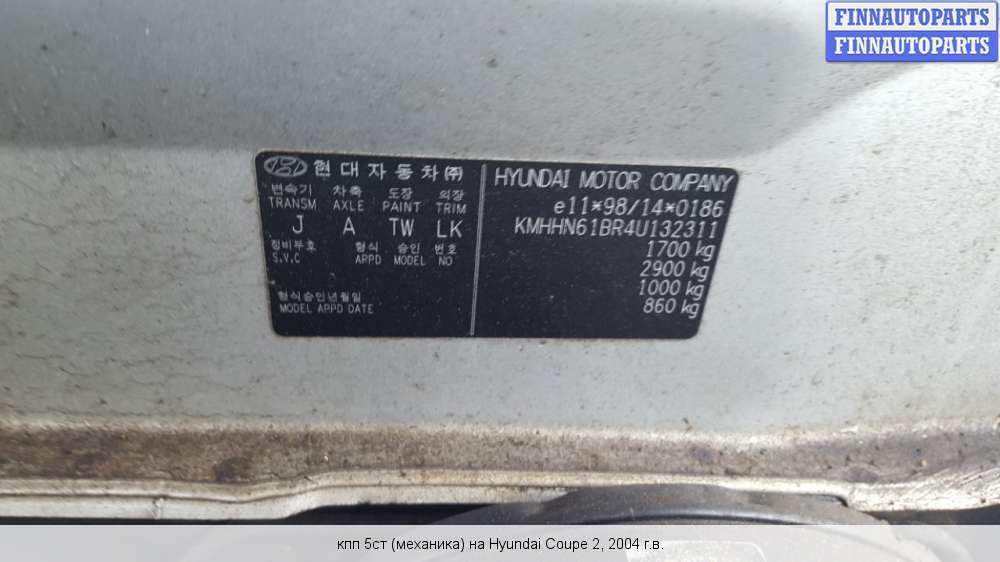 FINNAUTOPARTS
FINNAUTOPARTS
현대자동차㈜
변속기 차축 도장 의장
TRANSM AXLE PAINT TRIM
J A TW LK
정비부호 형식 승인 번호
S.V.C APPD MODEL NO
형식승인년월일
MODEL APPD DATE
HYUNDAI MOTOR COMPANY
e11*98/14*0186
KMHHN61BR4U132311
1700 kg
2900 kg
1000 kg
860 kg
кпп 5ст (механика) на Hyundai Coupe 2, 2004 г.в.